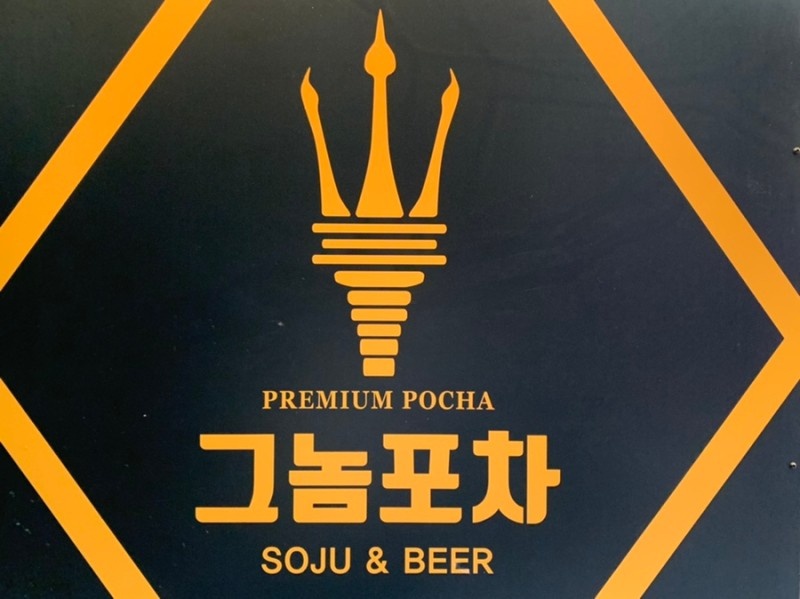 PREMIUM POCHA
그놈포차
SOJU & BEER